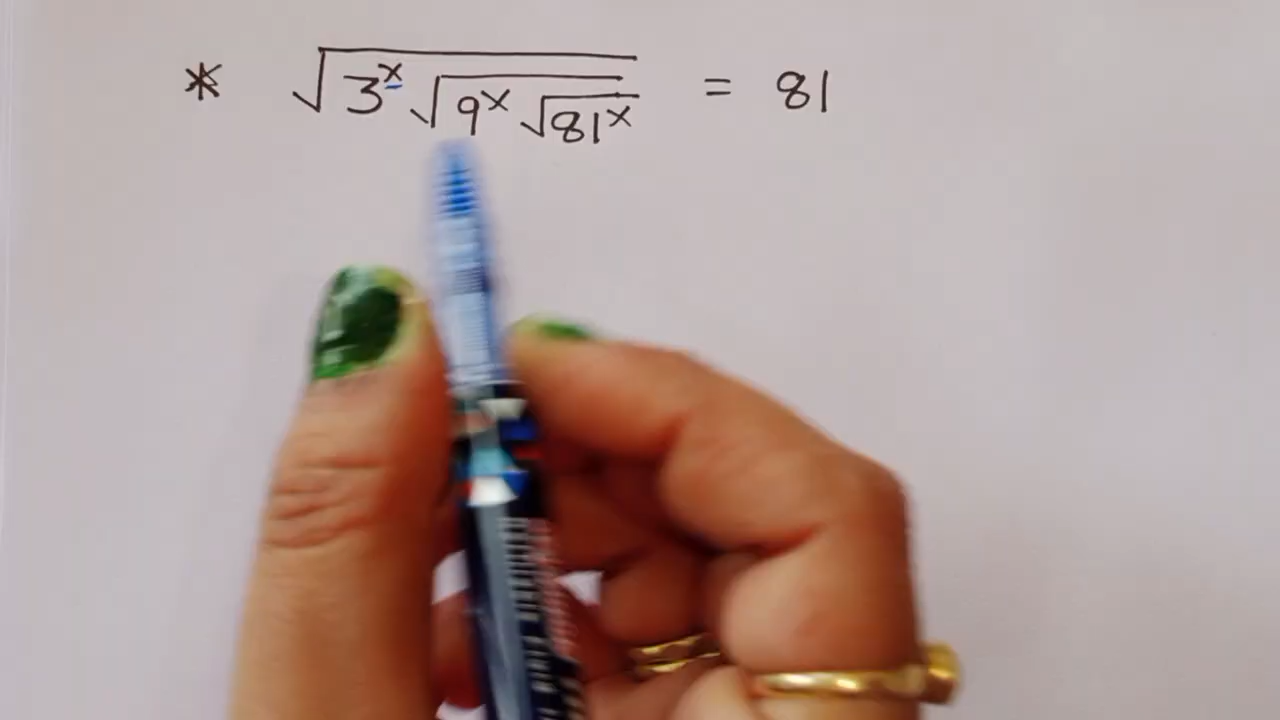 * √(3^x √(9^x √(81^x))) = 81